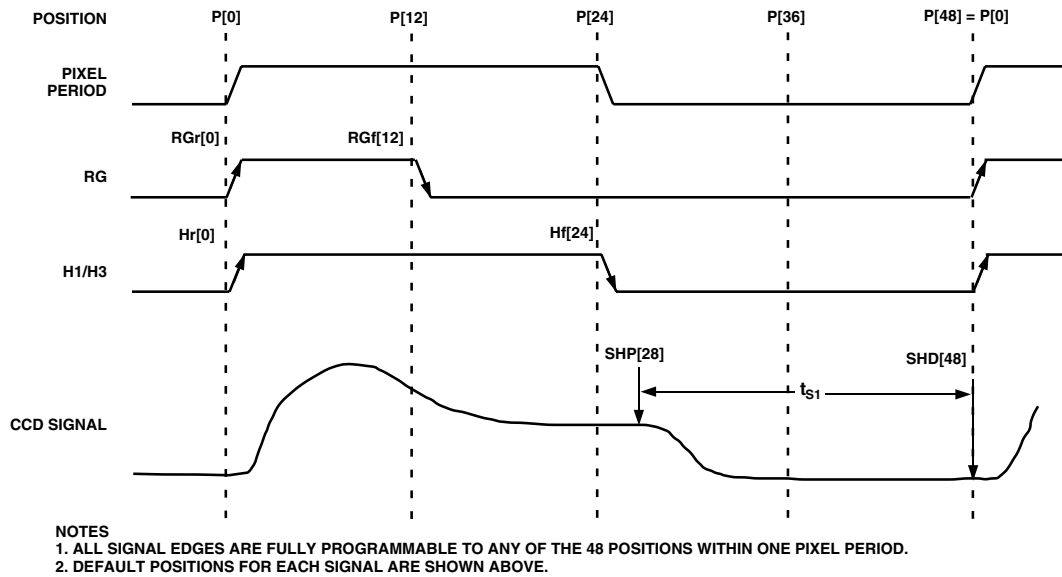 POSITION P[0] P[12] P[24] P[36] P[48] = P[0]
PIXEL
PERIOD
RGr[0] RGf[12]
RG
Hr[0] Hf[24]
H1/H3
SHP[28] SHD[48]
tS1
CCD SIGNAL
NOTES
1. ALL SIGNAL EDGES ARE FULLY PROGRAMMABLE TO ANY OF THE 48 POSITIONS WITHIN ONE PIXEL PERIOD.
2. DEFAULT POSITIONS FOR EACH SIGNAL ARE SHOWN ABOVE.